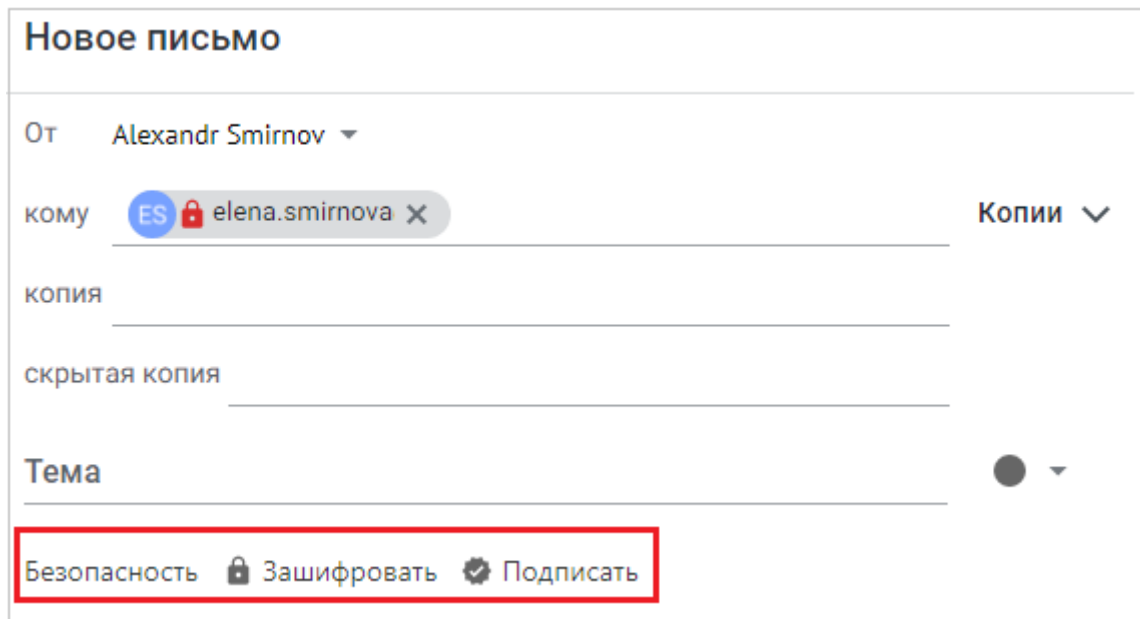 Новое письмо
От Alexandr Smirnov
кому ES elena.smirnova Копии
копия
скрытая копия
Тема
Безопасность Зашифровать Подписать